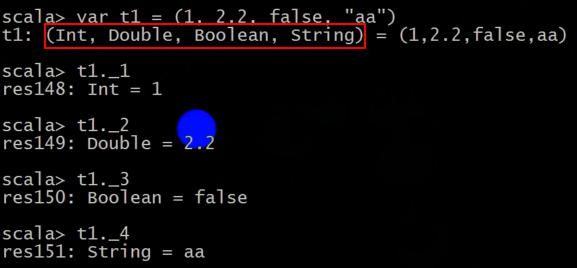 scala> var t1 = (1, 2.2, false, "aa")
t1: (Int, Double, Boolean, String) = (1,2.2,false,aa)
scala> t1._1
res148: Int = 1
scala> t1._2
res149: Double = 2.2
scala> t1._3
res150: Boolean = false
scala> t1._4
res151: String = aa